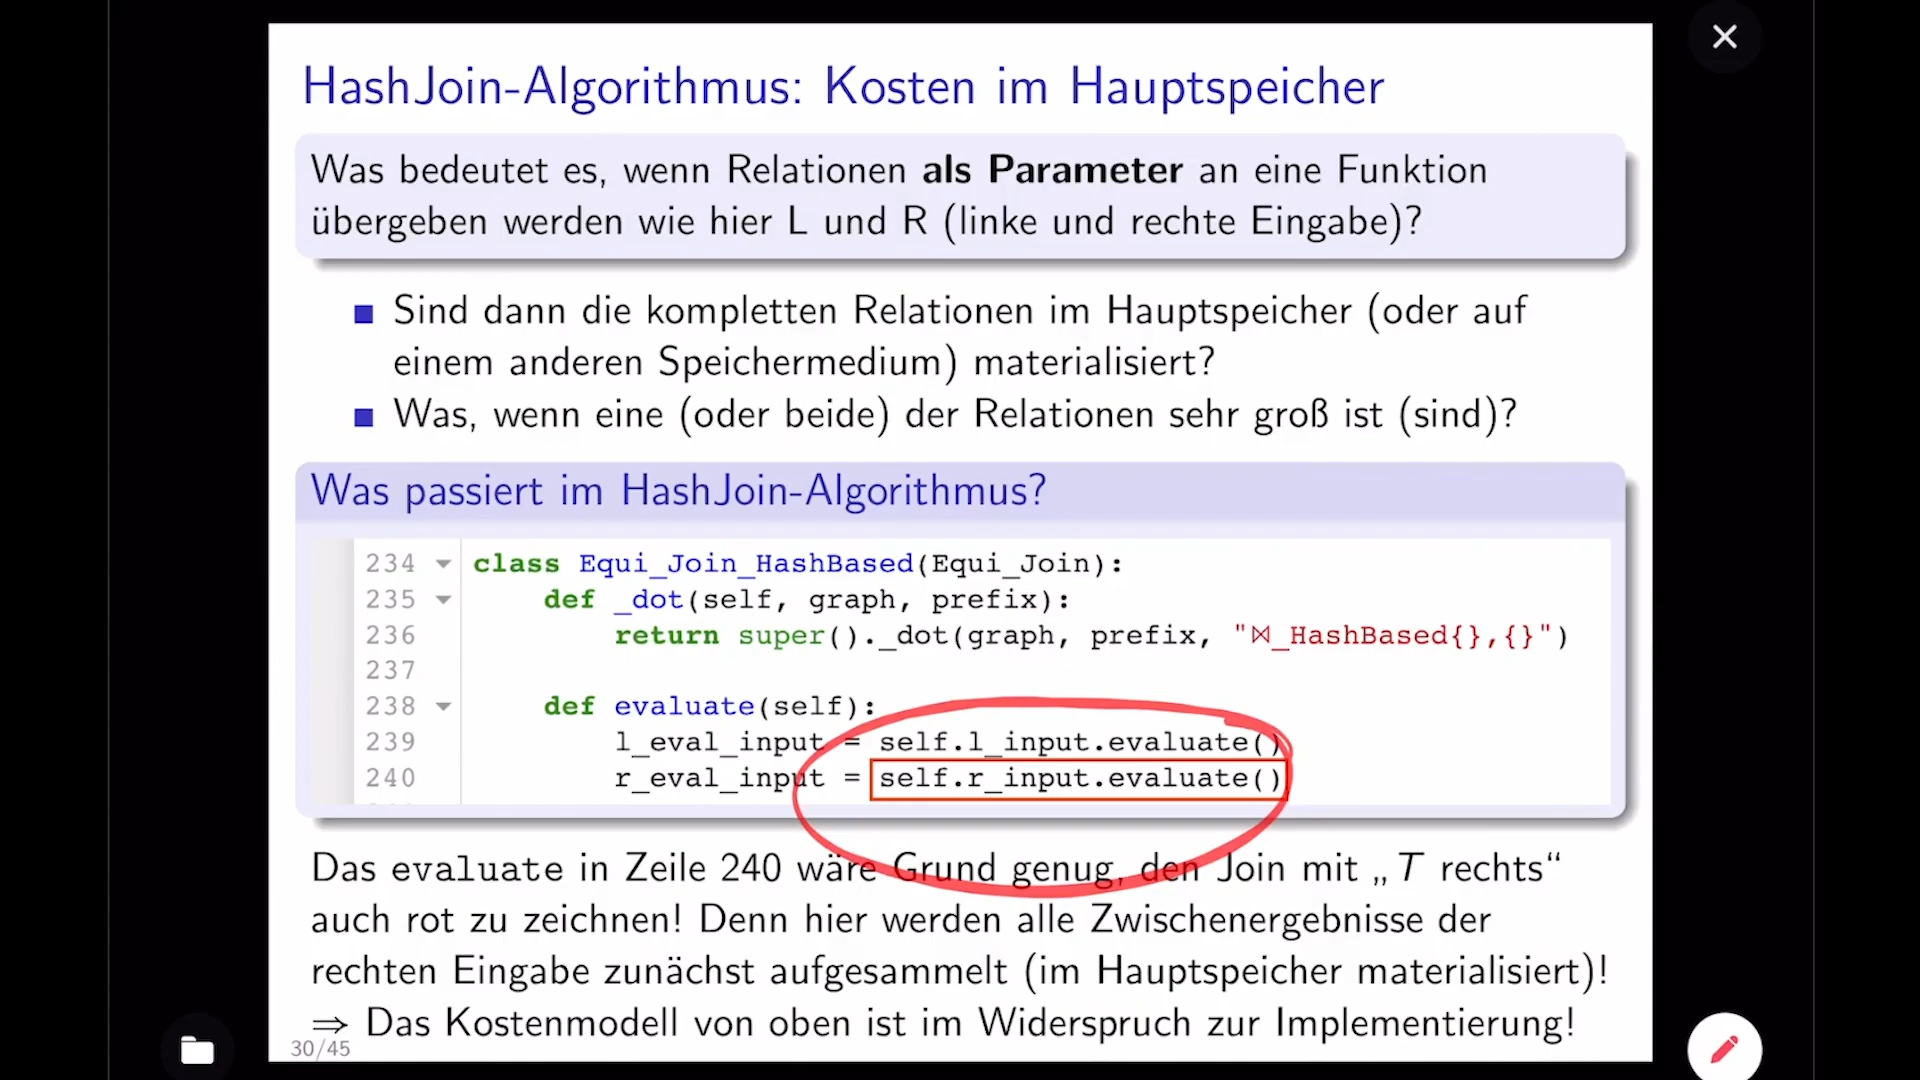 HashJoin-Algorithmus: Kosten im Hauptspeicher
Was bedeutet es, wenn Relationen als Parameter an eine Funktion
übergeben werden wie hier L und R (linke und rechte Eingabe)?
Sind dann die kompletten Relationen im Hauptspeicher (oder auf
einem anderen Speichermedium) materialisiert?
Was, wenn eine (oder beide) der Relationen sehr groß ist (sind)?
Was passiert im HashJoin-Algorithmus?
234 class Equi_Join_HashBased(Equi_Join):
235 def _dot(self, graph, prefix):
236 return super()._dot(graph, prefix, "⋈_HashBased{},{}")
237
238 def evaluate(self):
239 l_eval_input = self.l_input.evaluate()
240 r_eval_input = self.r_input.evaluate()
Das evaluate in Zeile 240 wäre Grund genug, den Join mit „T rechts“
auch rot zu zeichnen! Denn hier werden alle Zwischenergebnisse der
rechten Eingabe zunächst aufgesammelt (im Hauptspeicher materialisiert)!
⇒ Das Kostenmodell von oben ist im Widerspruch zur Implementierung!
30/45